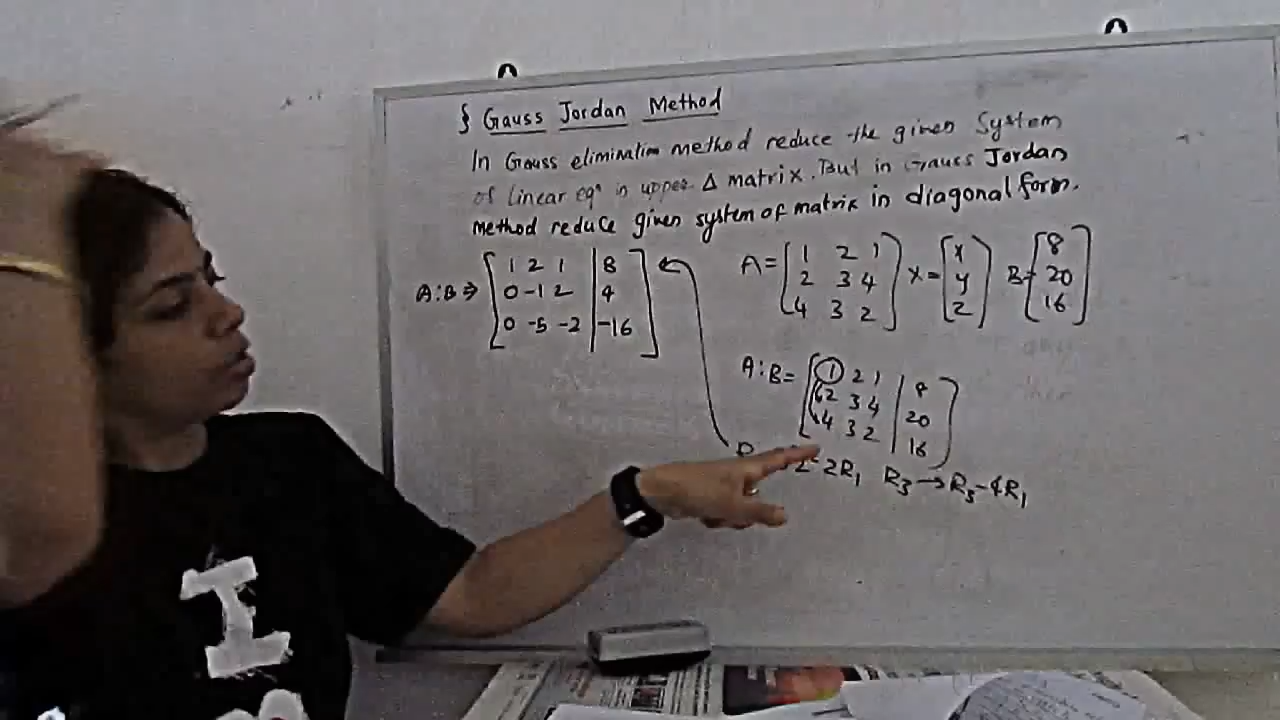 § Gauss Jordan Method
In Gauss elimination method reduce the given System
of linear eqn in upper Δ matrix. But in Gauss Jordan
method reduce given system of matrix in diagonal form.
A:B ⇒ [ 1 2 1 | 8 ]
[ 0 -1 2 | 4 ]
[ 0 -5 -2 | -16 ]
A = [ 1 2 1 ] X = [ x ] B = [ 8 ]
[ 2 3 4 ] [ y ] [ 20 ]
[ 4 3 2 ] [ z ] [ 16 ]
A:B = [ 1 2 1 | 8 ]
[ 2 3 4 | 20 ]
[ 4 3 2 | 16 ]
-2R1 R3 → R3 -4R1
I